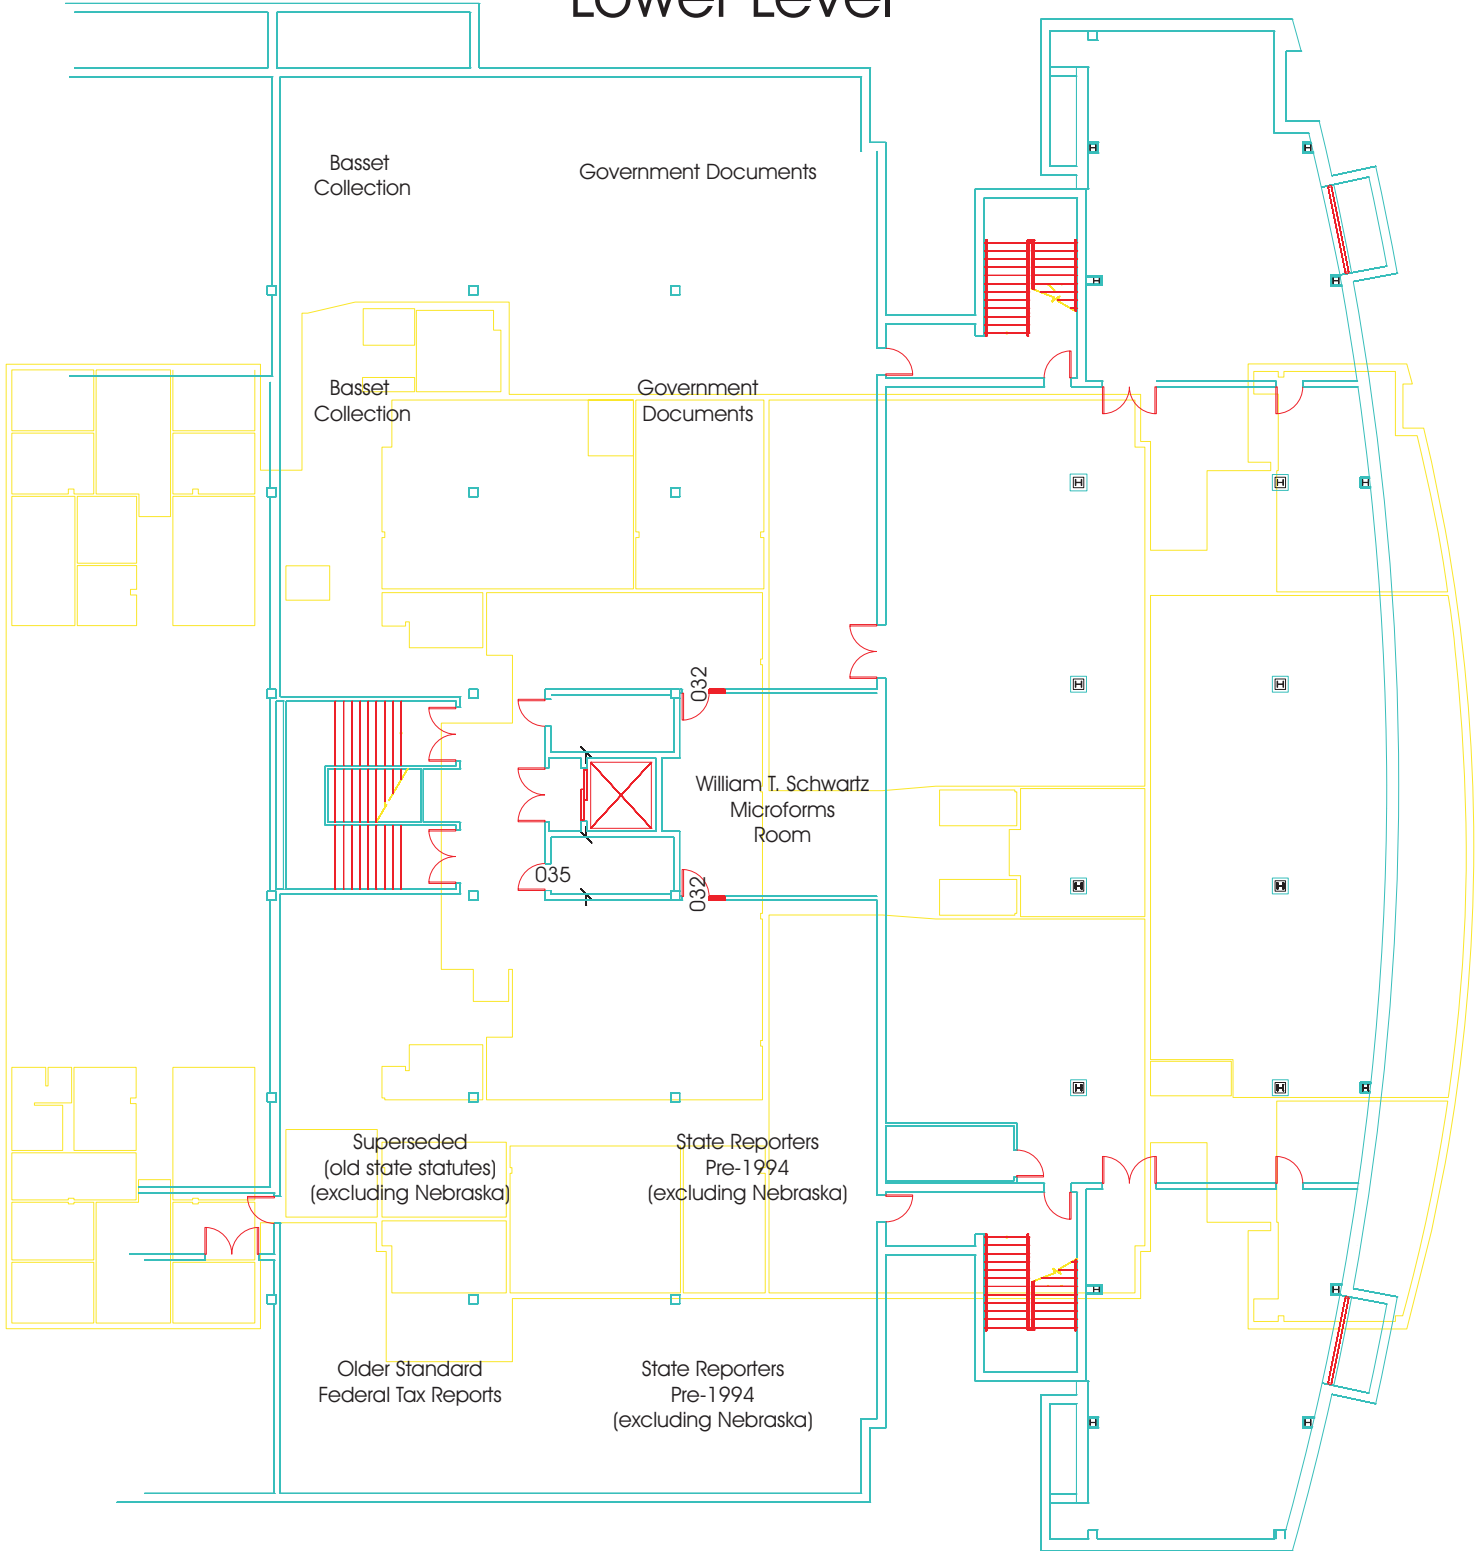 Lower Level
Basset
Collection
Government Documents
Basset
Collection
Government
Documents
032
William T. Schwartz
Microforms
Room
035
032
Superseded
(old state statutes)
(excluding Nebraska)
State Reporters
Pre-1994
(excluding Nebraska)
Older Standard
Federal Tax Reports
State Reporters
Pre-1994
(excluding Nebraska)